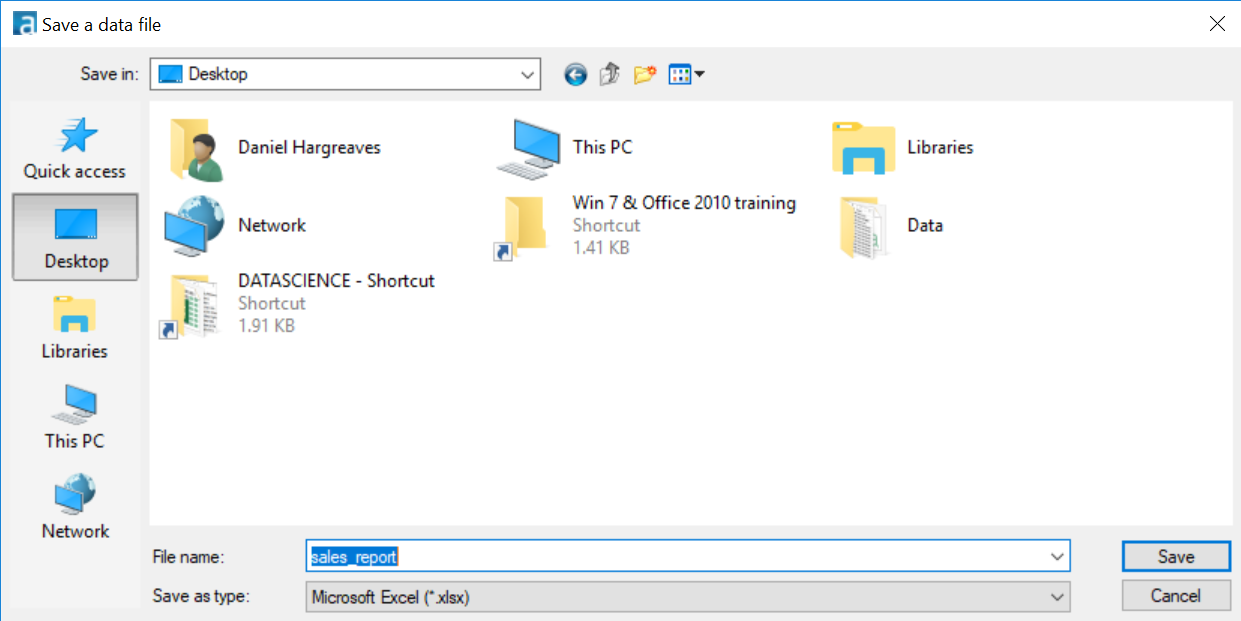 Save a data file
Save in: Desktop
Quick access
Desktop
Libraries
This PC
Network
Daniel Hargreaves
This PC
Libraries
Network
Win 7 & Office 2010 training
Shortcut
1.41 KB
Data
DATASCIENCE - Shortcut
Shortcut
1.91 KB
File name: sales_report
Save
Save as type: Microsoft Excel (*.xlsx)
Cancel